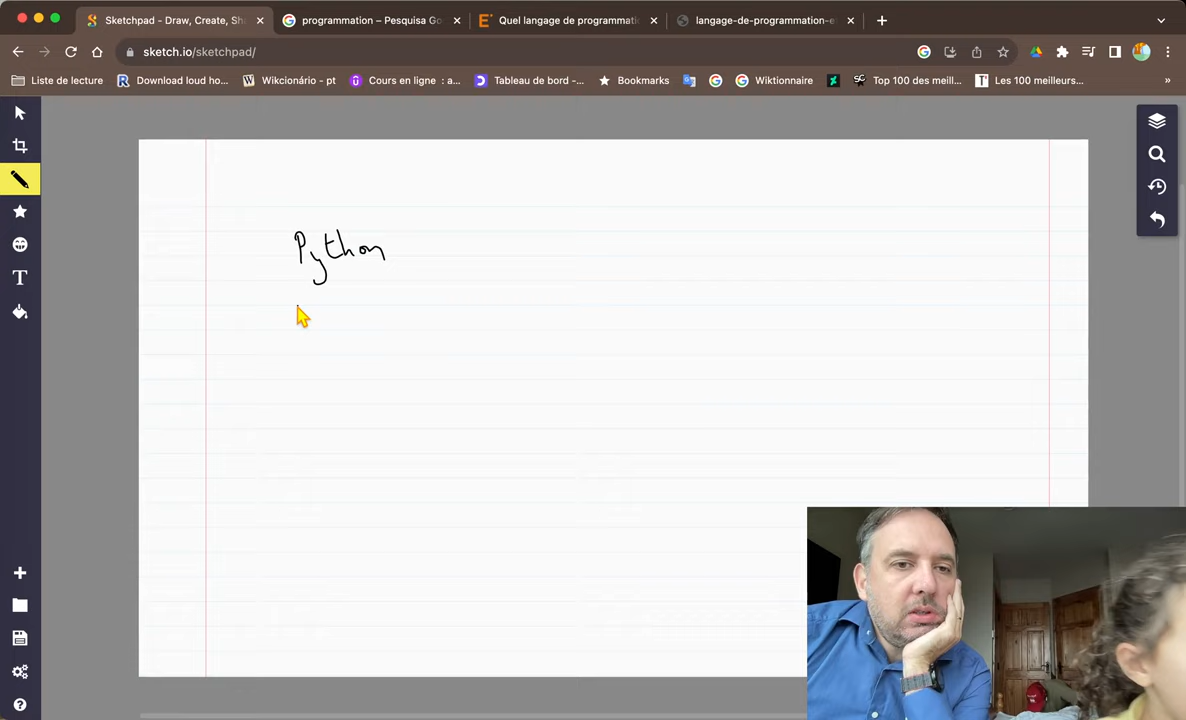 Sketchpad - Draw, Create, Sh
programmation – Pesquisa Go
Quel langage de programmati
langage-de-programmation-e
sketch.io/sketchpad/
Liste de lecture
Download loud ho...
Wikcionário - pt
Cours en ligne : a...
Tableau de bord -...
Bookmarks
Wiktionaire
Top 100 des meill...
Les 100 meilleurs...
Python